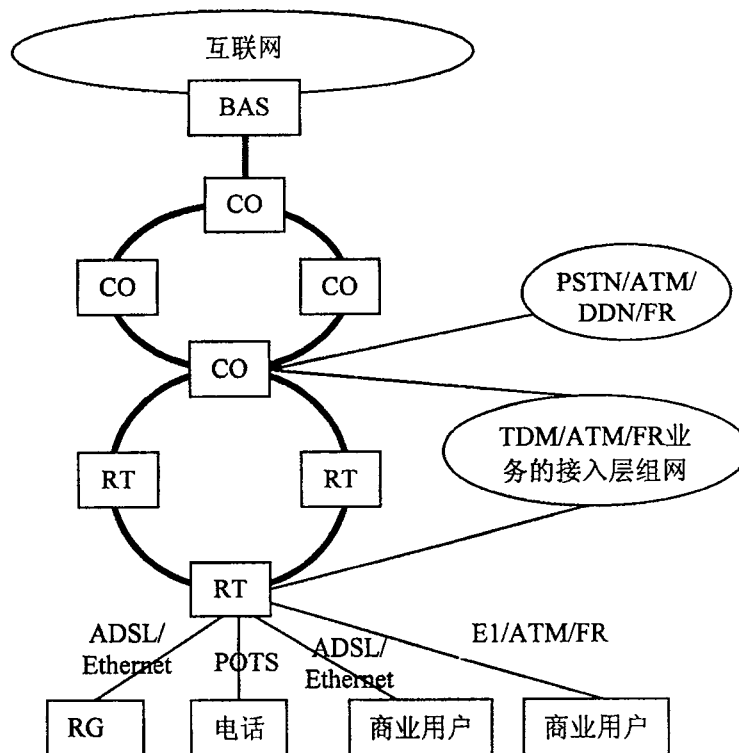 互联网
BAS
CO
CO
CO
CO
PSTN/ATM/
DDN/FR
TDM/ATM/FR业
务的接入层组网
RT
RT
RT
ADSL/
Ethernet
POTS
ADSL/
Ethernet
E1/ATM/FR
RG
电话
商业用户
商业用户